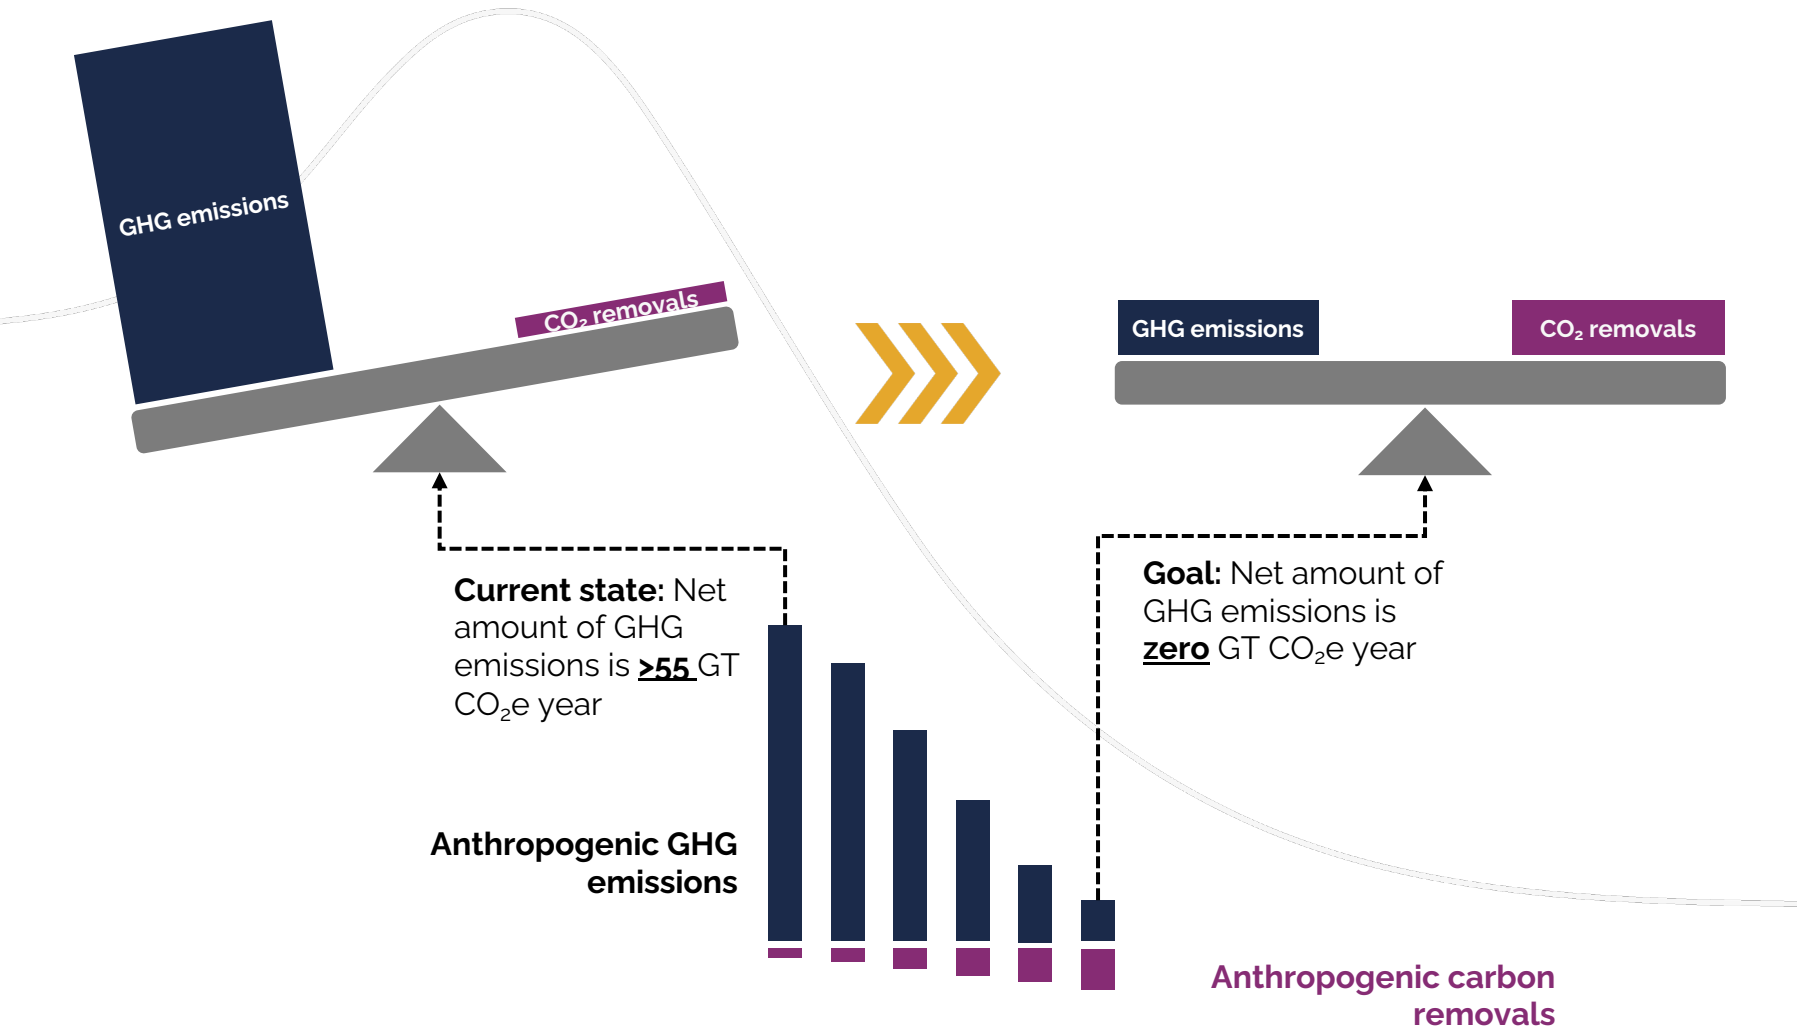 GHG emissions
CO₂ removals
GHG emissions
CO₂ removals
Current state: Net
amount of GHG
emissions is >55 GT
CO₂e year
Goal: Net amount of
GHG emissions is
zero GT CO₂e year
Anthropogenic GHG
emissions
Anthropogenic carbon
removals